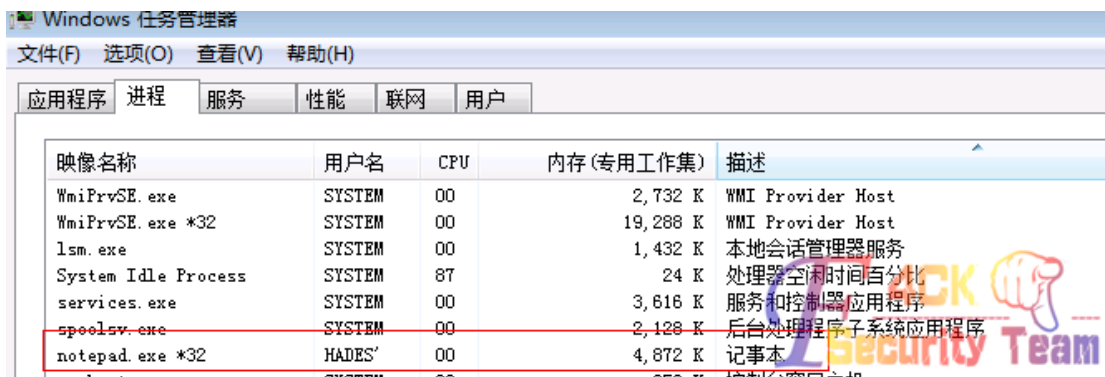 Windows 任务管理器
文件(F) 选项(O) 查看(V) 帮助(H)
应用程序 进程 服务 性能 联网 用户
映像名称 用户名 CPU 内存(专用工作集) 描述
WmiPrvSE.exe SYSTEM 00 2,732 K WMI Provider Host
WmiPrvSE.exe *32 SYSTEM 00 19,288 K WMI Provider Host
lsm.exe SYSTEM 00 1,432 K 本地会话管理器服务
System Idle Process SYSTEM 87 24 K 处理器空闲时间百分比
services.exe SYSTEM 00 3,616 K 服务和控制器应用程序
spoolsv.exe SYSTEM 00 2,128 K 后台处理程序子系统应用程序
notepad.exe *32 HADES' 00 4,872 K 记事本
F4CK
Security Team